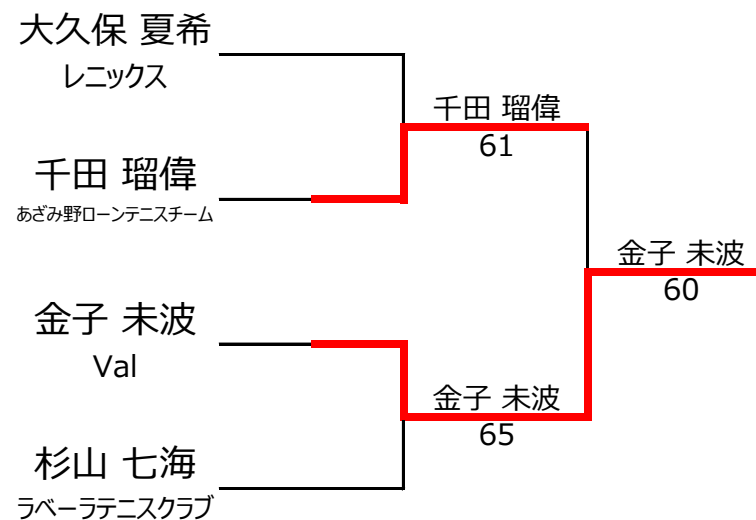 大久保 夏希
レニックス
千田 瑠偉
61
千田 瑠偉
あざみ野ローンテニスチーム
金子 未波
60
金子 未波
Val
金子 未波
65
杉山 七海
ラベーラテニスクラブ